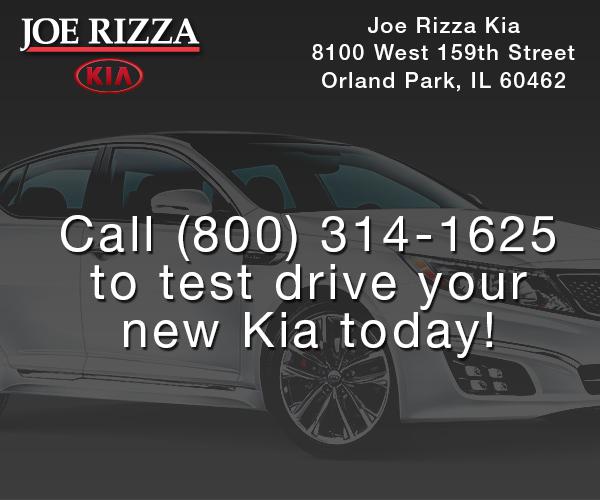 JOE RIZZA
KIA
Joe Rizza Kia
8100 West 159th Street
Orland Park, IL 60462
Call (800) 314-1625
to test drive your
new Kia today!